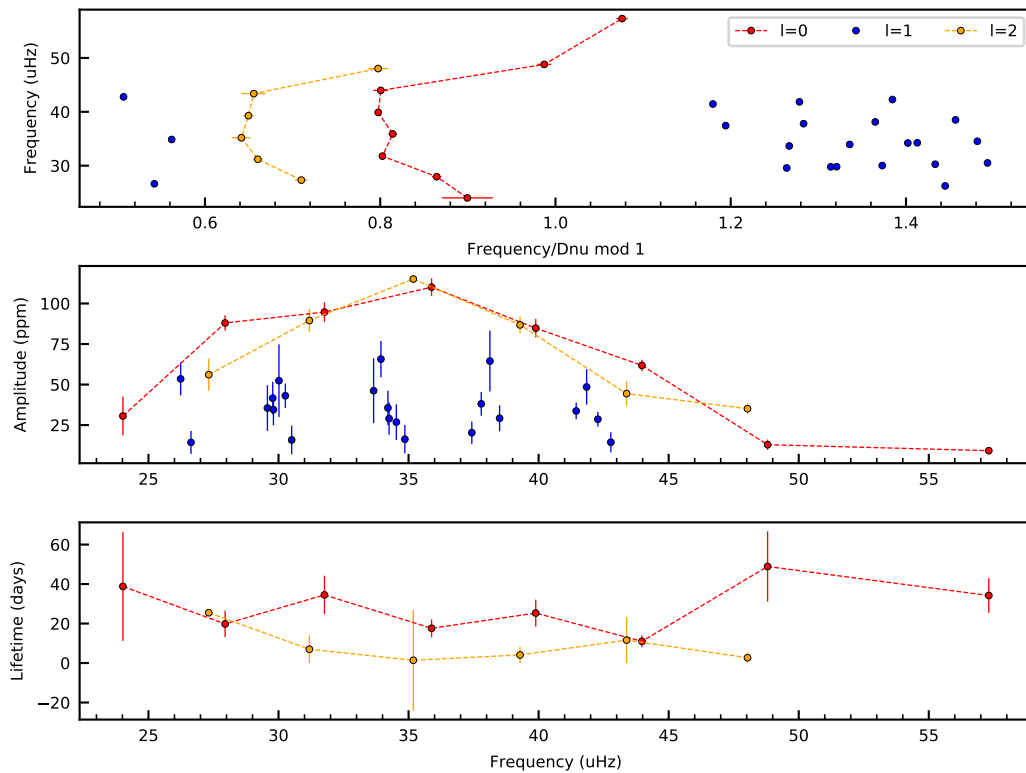 l=0 l=1 l=2
Frequency (uHz)
50
40
30
0.6 0.8 1.0 1.2 1.4
Frequency/Dnu mod 1
Amplitude (ppm)
100
75
50
25
25 30 35 40 45 50 55
Lifetime (days)
60
40
20
0
−20
25 30 35 40 45 50 55
Frequency (uHz)